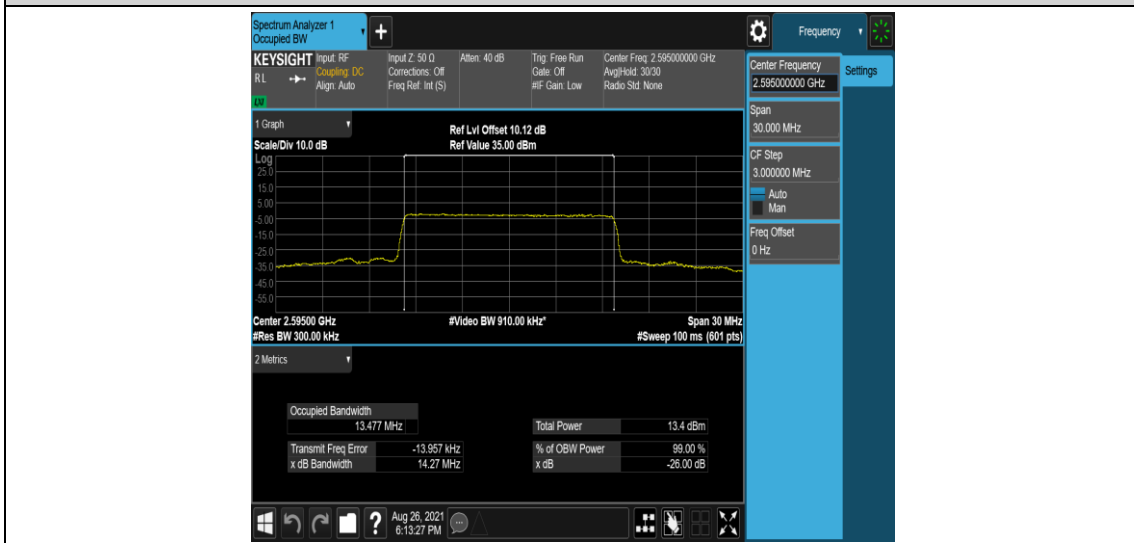 Spectrum Analyzer 1
Occupied BW
+
Frequency
KEYSIGHT
RL
LXI
Input: RF
Coupling: DC
Align: Auto
Input Z: 50 Ω
Corrections: Off
Freq Ref: Int (S)
Atten: 40 dB
Trig: Free Run
Gate: Off
#IF Gain: Low
Center Freq: 2.595000000 GHz
Avg|Hold: 30/30
Radio Std: None
Center Frequency
2.595000000 GHz
Settings
Span
30.000 MHz
CF Step
3.000000 MHz
Auto
Man
Freq Offset
0 Hz
1 Graph
Scale/Div 10.0 dB
Ref Lvl Offset 10.12 dB
Ref Value 35.00 dBm
Log
25.0
15.0
5.00
-5.00
-15.0
-25.0
-35.0
-45.0
-55.0
Center 2.59500 GHz
#Video BW 910.00 kHz*
Span 30 MHz
#Res BW 300.00 kHz
#Sweep 100 ms (601 pts)
2 Metrics
Occupied Bandwidth
13.477 MHz
Total Power 13.4 dBm
Transmit Freq Error -13.957 kHz
% of OBW Power 99.00 %
x dB Bandwidth 14.27 MHz
x dB -26.00 dB
?
Aug 26, 2021
6:13:27 PM